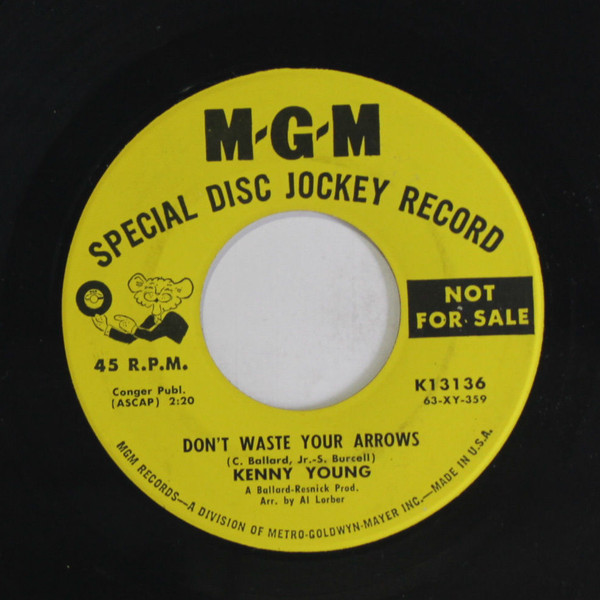 M-G-M
SPECIAL DISC JOCKEY RECORD
NOT
FOR SALE
45 R.P.M.
Conger Publ.
(ASCAP) 2:20
K13136
63-XY-359
DON'T WASTE YOUR ARROWS
(C. Ballard, Jr.-S. Burcell)
KENNY YOUNG
A Ballard-Resnick Prod.
Arr. by Al Lorber
MGM RECORDS—A DIVISION OF METRO-GOLDWYN-MAYER INC.—MADE IN U.S.A.